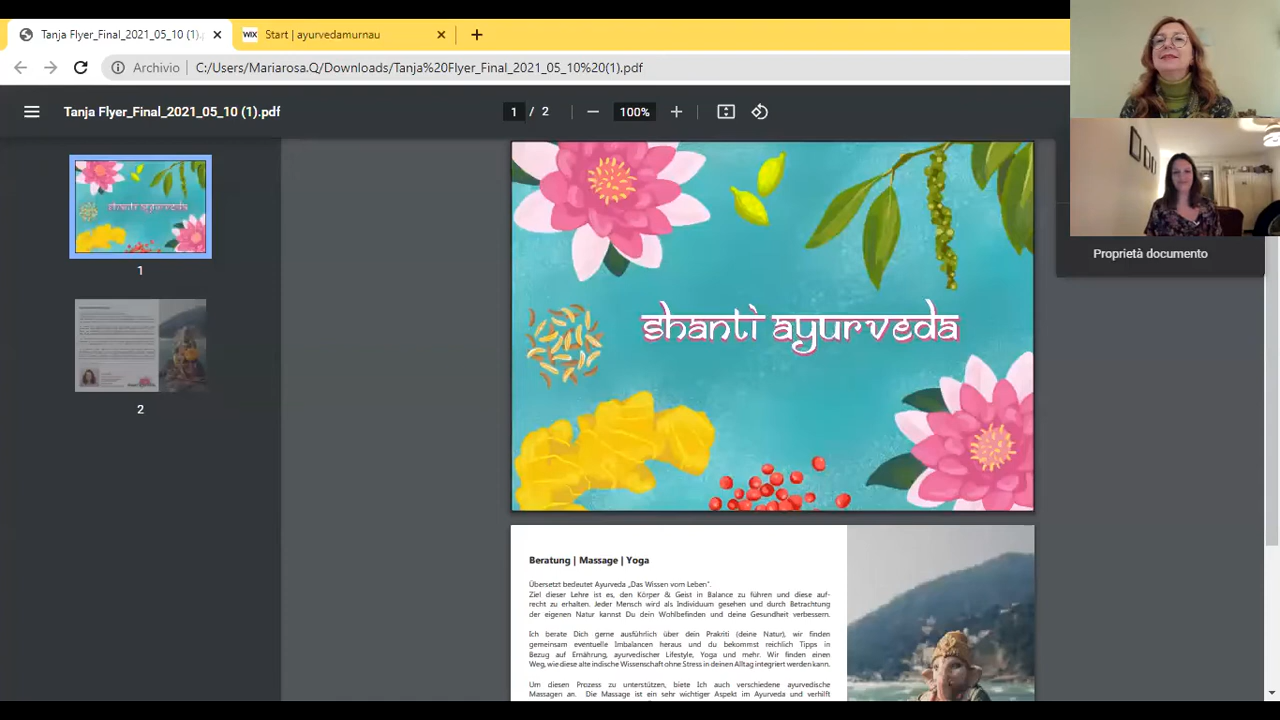 Tanja Flyer_Final_2021_05_10 (1).p
WIX Start | ayurvedamurnau
Archivio C:/Users/Mariarosa.Q/Downloads/Tanja%20Flyer_Final_2021_05_10%20(1).pdf
Tanja Flyer_Final_2021_05_10 (1).pdf
1 / 2
100%
Proprietà documento
shanti ayurveda
1
shanti ayurveda
2
Beratung | Massage | Yoga
Übersetzt bedeutet Ayurveda „Das Wissen vom Leben".
Ziel dieser Lehre ist es, den Körper & Geist in Balance zu führen und diese auf-
recht zu erhalten. Jeder Mensch wird als Individuum gesehen und durch Betrachtung
der eigenen Natur kannst Du dein Wohlbefinden und deine Gesundheit verbessern.
Ich berate Dich gerne ausführlich über dein Prakriti (deine Natur), wir finden
gemeinsam eventuelle Imbalancen heraus und du bekommst reichlich Tipps in
Bezug auf Ernährung, ayurvedischer Lifestyle, Yoga und mehr. Wir finden einen
Weg, wie diese alte indische Wissenschaft ohne Stress in deinen Alltag integriert werden kann.
Um diesen Prozess zu unterstützen, biete Ich auch verschiedene ayurvedische
Massagen an. Die Massage ist ein sehr wichtiger Aspekt im Ayurveda und verhilft